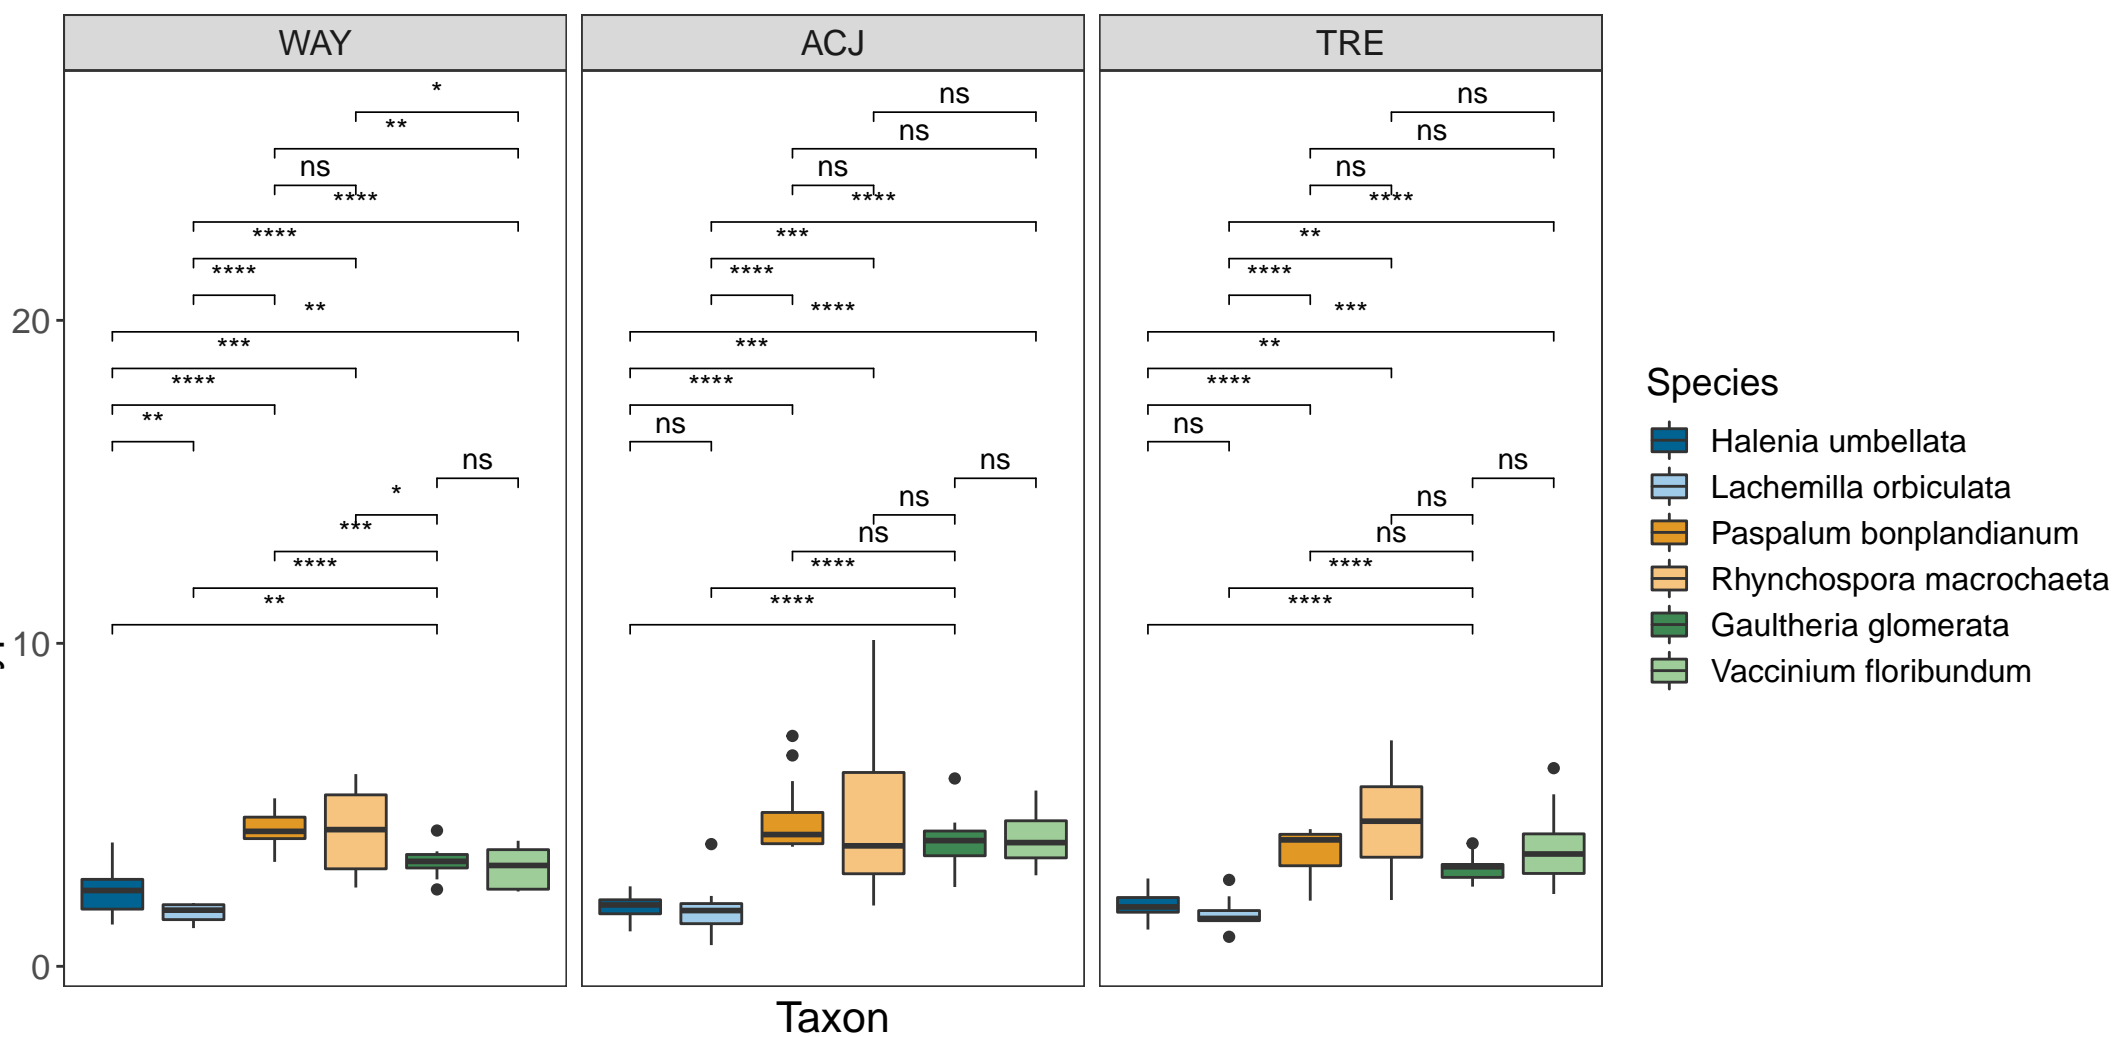 WAY ACJ TRE
* ns ns
** ns ns
ns ns ns
**** **** ****
**** *** **
**** **** ****
** **** ***
20
*** *** **
**** **** ****
** ns ns
ns ns ns
* ns ns
*** ns ns
**** **** ****
** **** ****
10
0
Taxon
Species
Halenia umbellata
Lachemilla orbiculata
Paspalum bonplandianum
Rhynchospora macrochaeta
Gaultheria glomerata
Vaccinium floribundum